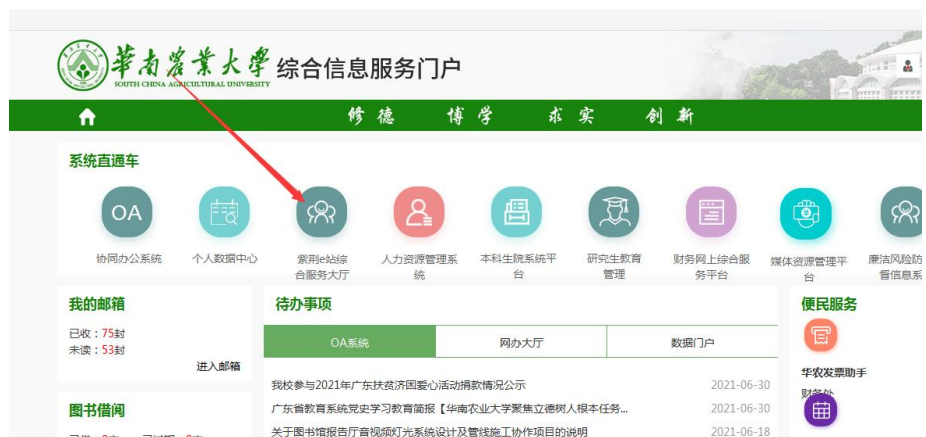 華南農業大學 综合信息服务门户
SOUTH CHINA AGRICULTURAL UNIVERSITY
修德 博学 求实 创新
系统直通车
OA
协同办公系统 个人数据中心 紫荆e站综 人力资源管理系 本科生院系统平 研究生教育 财务网上综合服 媒体资源管理平 廉洁风险防
合服务大厅 统 台 管理 务平台 台 督信息系
我的邮箱 待办事项 便民服务
已收：75封 OA系统 网办大厅 数据门户
未读：53封
进入邮箱 华农发票助手
我校参与2021年广东扶贫济困爱心活动捐款情况公示 2021-06-30
财务处
图书借阅 广东省教育系统党史学习教育简报【华南农业大学聚焦立德树人根本任务... 2021-06-30
关于图书馆报告厅音视频灯光系统设计及管线施工协作项目的说明 2021-06-18